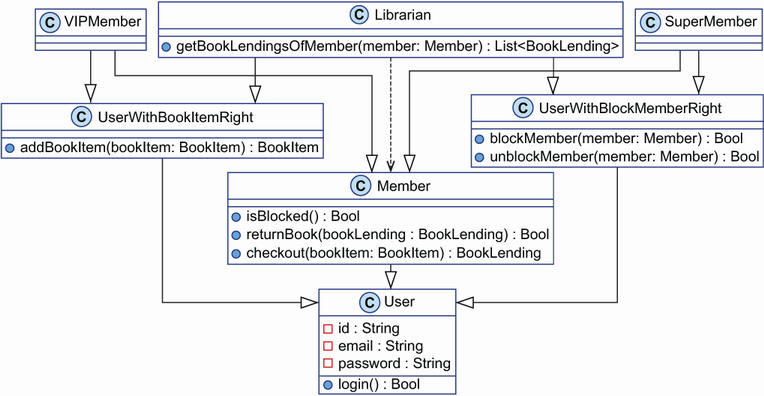 C VIPMember
C Librarian
getBookLendingsOfMember(member: Member) : List<BookLending>
C SuperMember
C UserWithBookItemRight
addBookItem(bookItem: BookItem) : BookItem
C UserWithBlockMemberRight
blockMember(member: Member) : Bool
unblockMember(member: Member) : Bool
C Member
isBlocked() : Bool
returnBook(bookLending : BookLending) : Bool
checkout(bookItem: BookItem) : BookLending
C User
id : String
email : String
password : String
login() : Bool